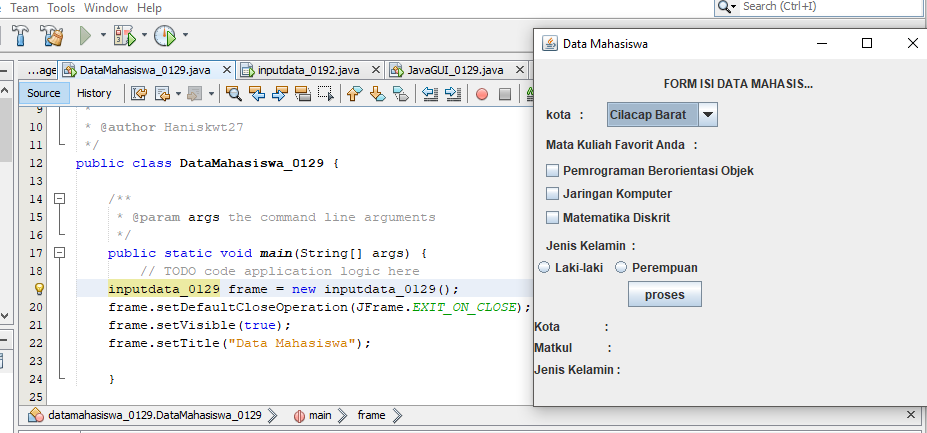 Team Tools Window Help
Search (Ctrl+I)
...age
DataMahasiswa_0129.java
inputdata_0192.java
JavaGUI_0129.java
Source History
9 *
10 * @author Haniskwt27
11 */
12 public class DataMahasiswa_0129 {
13
14 /**
15 * @param args the command line arguments
16 */
17 public static void main(String[] args) {
18 // TODO code application logic here
inputdata_0129 frame = new inputdata_0129();
20 frame.setDefaultCloseOperation(JFrame.EXIT_ON_CLOSE);
21 frame.setVisible(true);
22 frame.setTitle("Data Mahasiswa");
23
24 }
25
datamahasiswa_0129.DataMahasiswa_0129 main frame
Data Mahasiswa
FORM ISI DATA MAHASIS...
kota : Cilacap Barat
Mata Kuliah Favorit Anda :
Pemrograman Berorientasi Objek
Jaringan Komputer
Matematika Diskrit
Jenis Kelamin :
Laki-laki Perempuan
proses
Kota :
Matkul :
Jenis Kelamin :